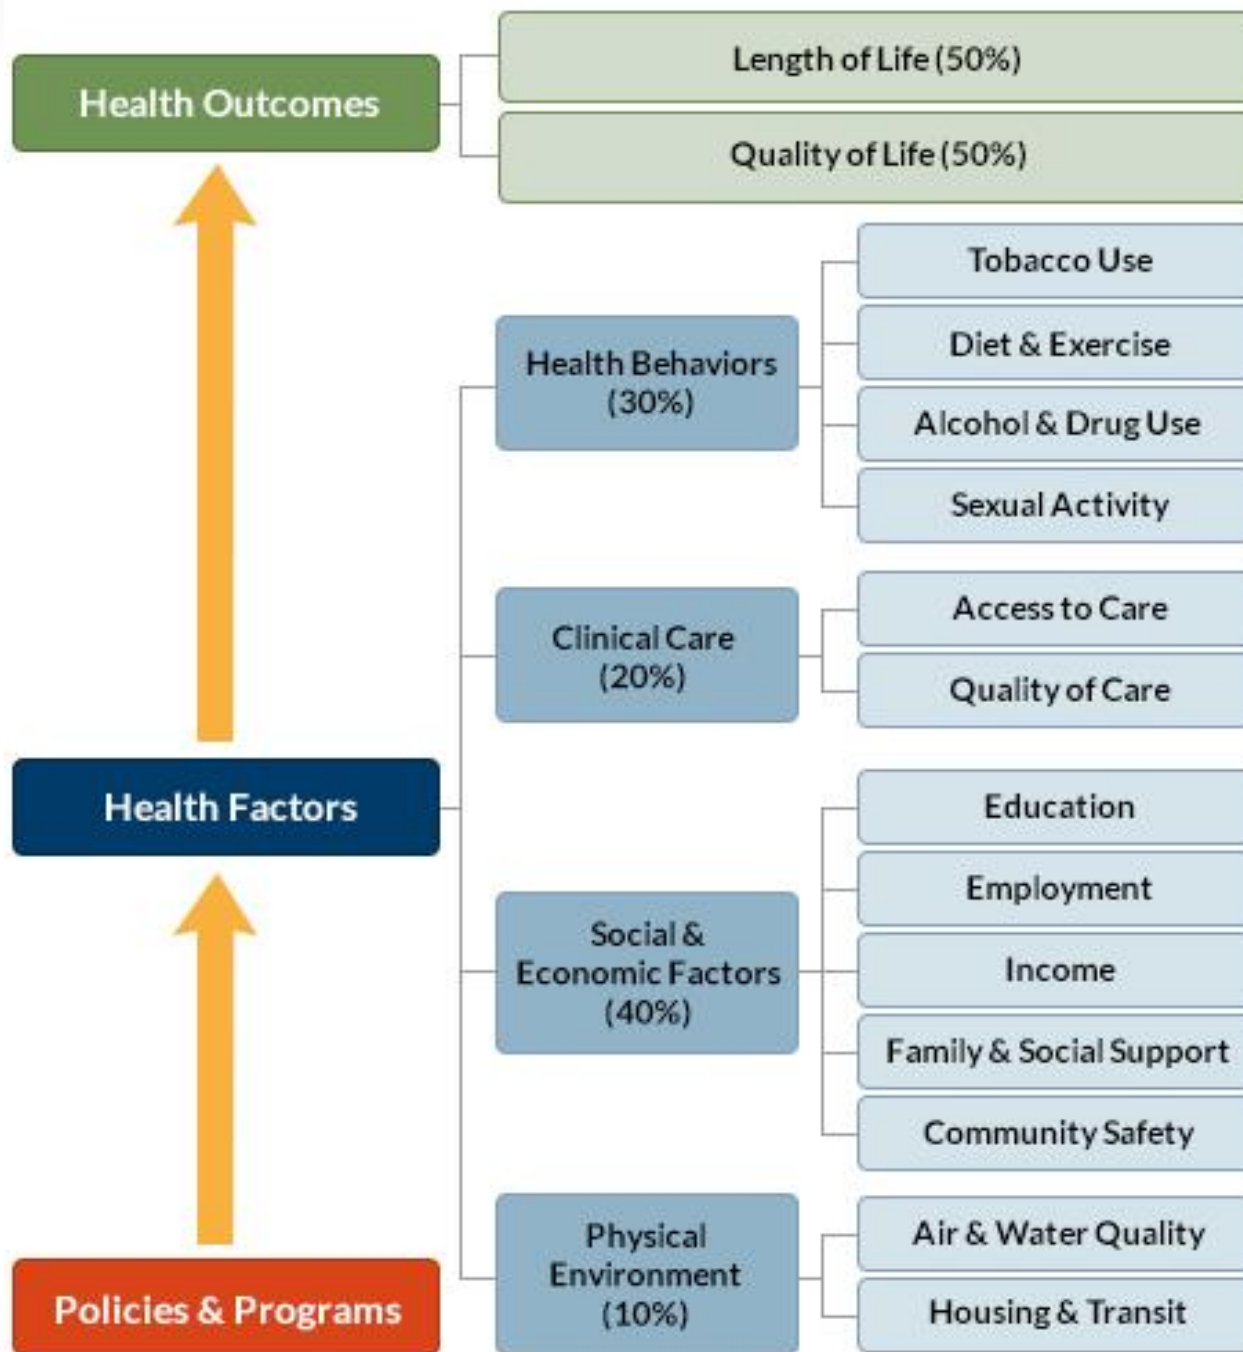 Health Outcomes
Length of Life (50%)
Quality of Life (50%)
Health Factors
Health Behaviors
(30%)
Tobacco Use
Diet & Exercise
Alcohol & Drug Use
Sexual Activity
Clinical Care
(20%)
Access to Care
Quality of Care
Social &
Economic Factors
(40%)
Education
Employment
Income
Family & Social Support
Community Safety
Physical
Environment
(10%)
Air & Water Quality
Housing & Transit
Policies & Programs